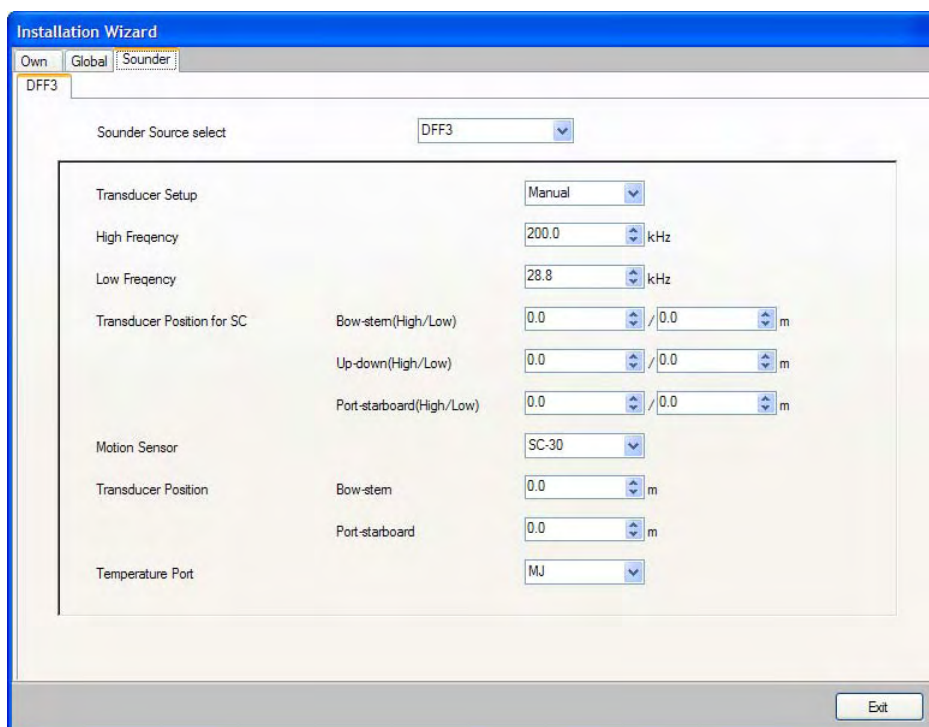 Installation Wizard
Own Global Sounder
DFF3
Sounder Source select DFF3
Transducer Setup Manual
High Freqency 200.0 kHz
Low Freqency 28.8 kHz
Transducer Position for SC Bow-stern(High/Low) 0.0 / 0.0 m
Up-down(High/Low) 0.0 / 0.0 m
Port-starboard(High/Low) 0.0 / 0.0 m
Motion Sensor SC-30
Transducer Position Bow-stern 0.0 m
Port-starboard 0.0 m
Temperature Port MJ
Exit